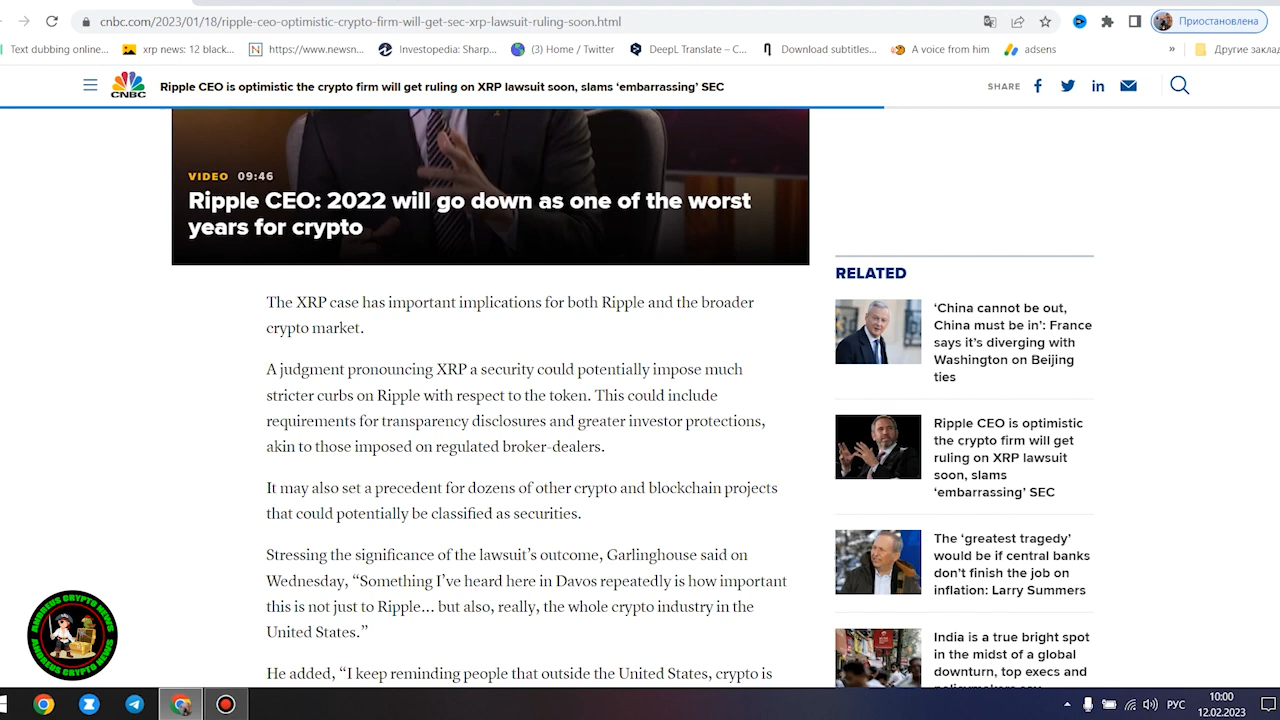 cnbc.com/2023/01/18/ripple-ceo-optimistic-crypto-firm-will-get-sec-xrp-lawsuit-ruling-soon.html
Приостановлена
Text dubbing online...
xrp news: 12 black...
https://www.newsn...
Investopedia: Sharp...
(3) Home / Twitter
DeepL Translate – C...
Download subtitles...
A voice from him
adsens
»
Другие закла
CNBC
Ripple CEO is optimistic the crypto firm will get ruling on XRP lawsuit soon, slams ‘embarrassing’ SEC
SHARE
VIDEO 09:46
Ripple CEO: 2022 will go down as one of the worst
years for crypto
The XRP case has important implications for both Ripple and the broader
crypto market.
A judgment pronouncing XRP a security could potentially impose much
stricter curbs on Ripple with respect to the token. This could include
requirements for transparency disclosures and greater investor protections,
akin to those imposed on regulated broker-dealers.
It may also set a precedent for dozens of other crypto and blockchain projects
that could potentially be classified as securities.
Stressing the significance of the lawsuit’s outcome, Garlinghouse said on
Wednesday, “Something I’ve heard here in Davos repeatedly is how important
this is not just to Ripple… but also, really, the whole crypto industry in the
United States.”
He added, “I keep reminding people that outside the United States, crypto is
RELATED
‘China cannot be out,
China must be in’: France
says it’s diverging with
Washington on Beijing
ties
Ripple CEO is optimistic
the crypto firm will get
ruling on XRP lawsuit
soon, slams
‘embarrassing’ SEC
The ‘greatest tragedy’
would be if central banks
don’t finish the job on
inflation: Larry Summers
India is a true bright spot
in the midst of a global
downturn, top execs and
ANDREUS CRYPTO NEWS
ANDREUS CRYPTO NEWS
РУС
10:00
12.02.2023